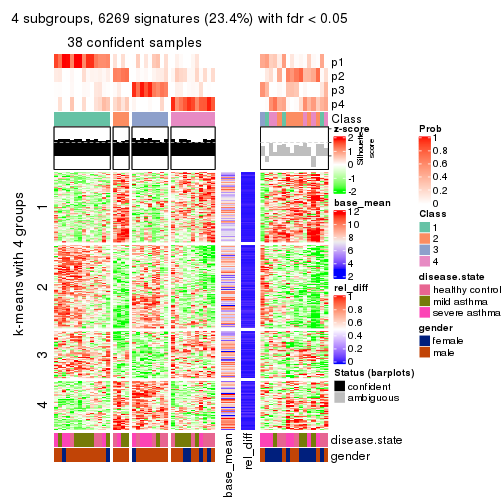 4 subgroups, 6269 signatures (23.4%) with fdr < 0.05
38 confident samples
p1
p2
p3
p4
Class
Silhouette
score
k-means with 4 groups
1
2
3
4
disease.state
gender
base_mean
rel_diff
z-score
2
1
0
-1
-2
base_mean
12
10
8
6
4
2
rel_diff
1
0.8
0.6
0.4
0.2
0
Status (barplots)
confident
ambiguous
Prob
1
0.8
0.6
0.4
0.2
0
Class
1
2
3
4
disease.state
healthy control
mild asthma
severe asthma
gender
female
male